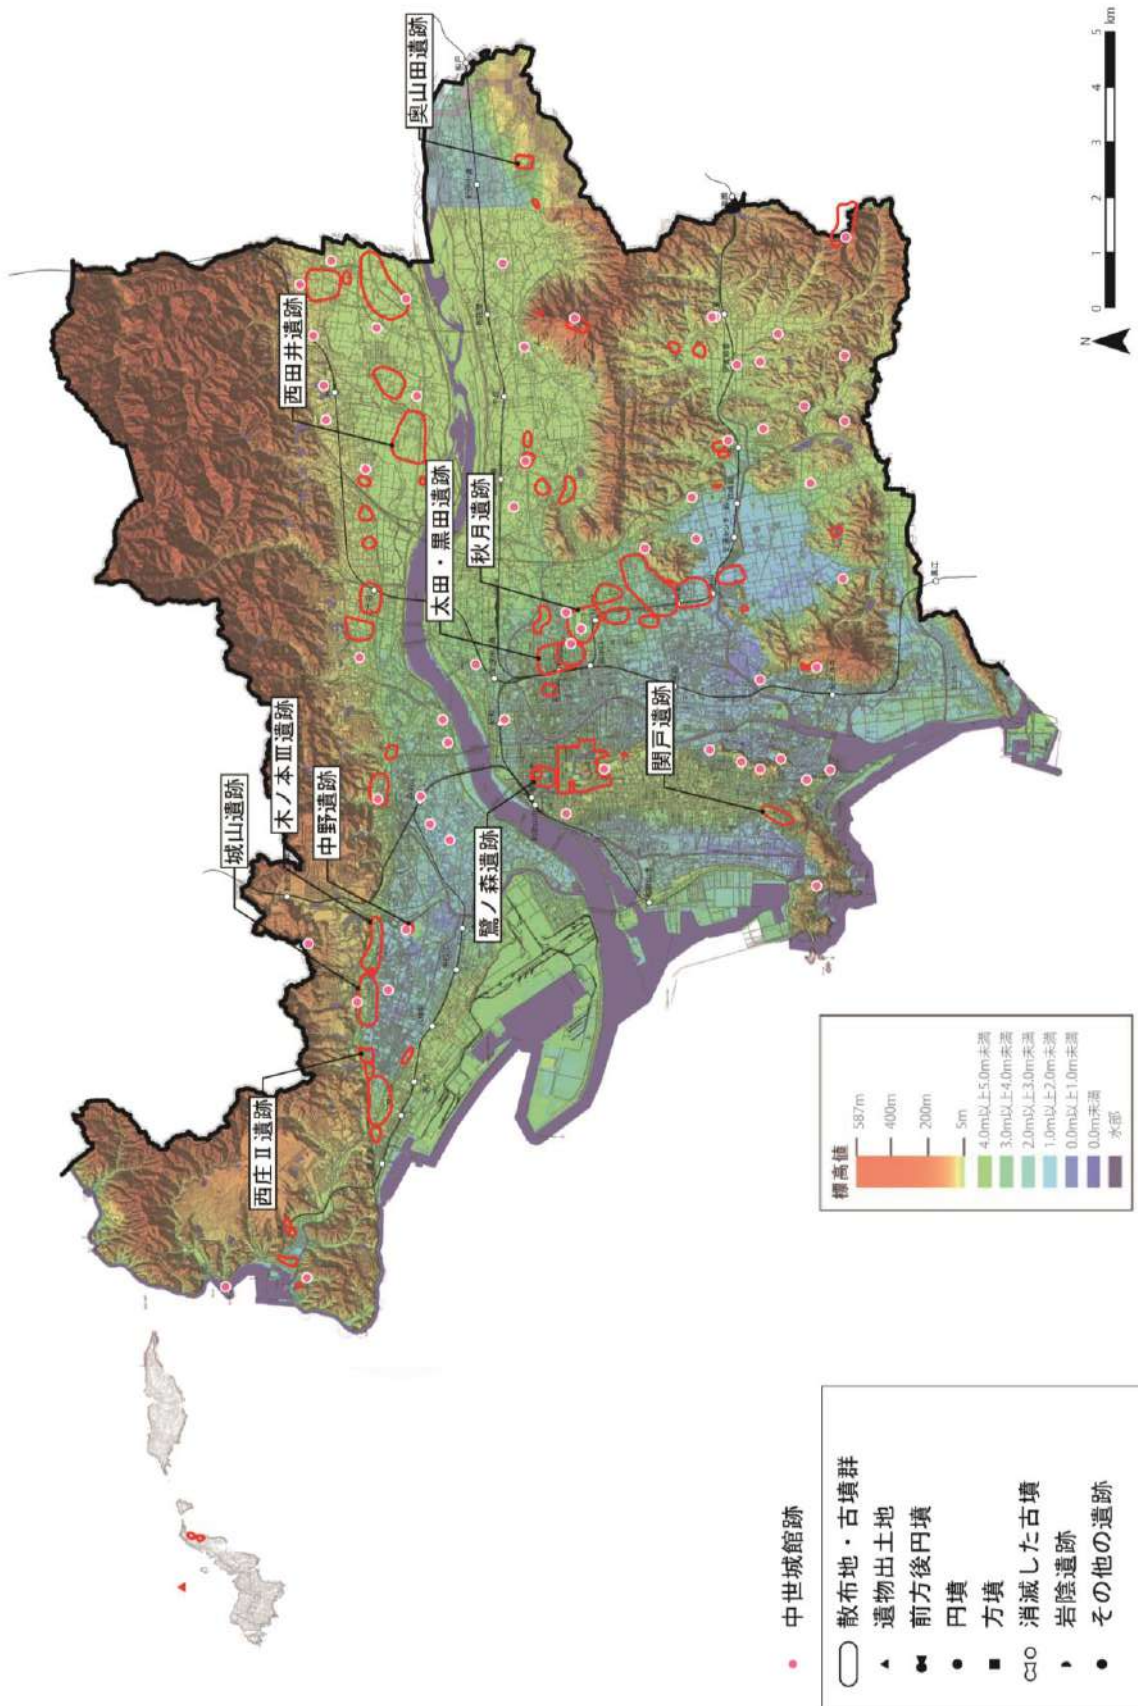 奥山田遺跡
西田井遺跡
太田・黒田遺跡
秋月遺跡
城山遺跡
木ノ本Ⅲ遺跡
中野遺跡
鷺ノ森遺跡
関戸遺跡
西庄Ⅱ遺跡
N
0 1 2 3 4 5 km
標高値
587m
400m
200m
5m
4.0m以上5.0m未満
3.0m以上4.0m未満
2.0m以上3.0m未満
1.0m以上2.0m未満
0.0m以上1.0m未満
0.0m未満
水部
中世城館跡
散布地・古墳群
遺物出土地
前方後円墳
円墳
方墳
消滅した古墳
岩陰遺跡
その他の遺跡